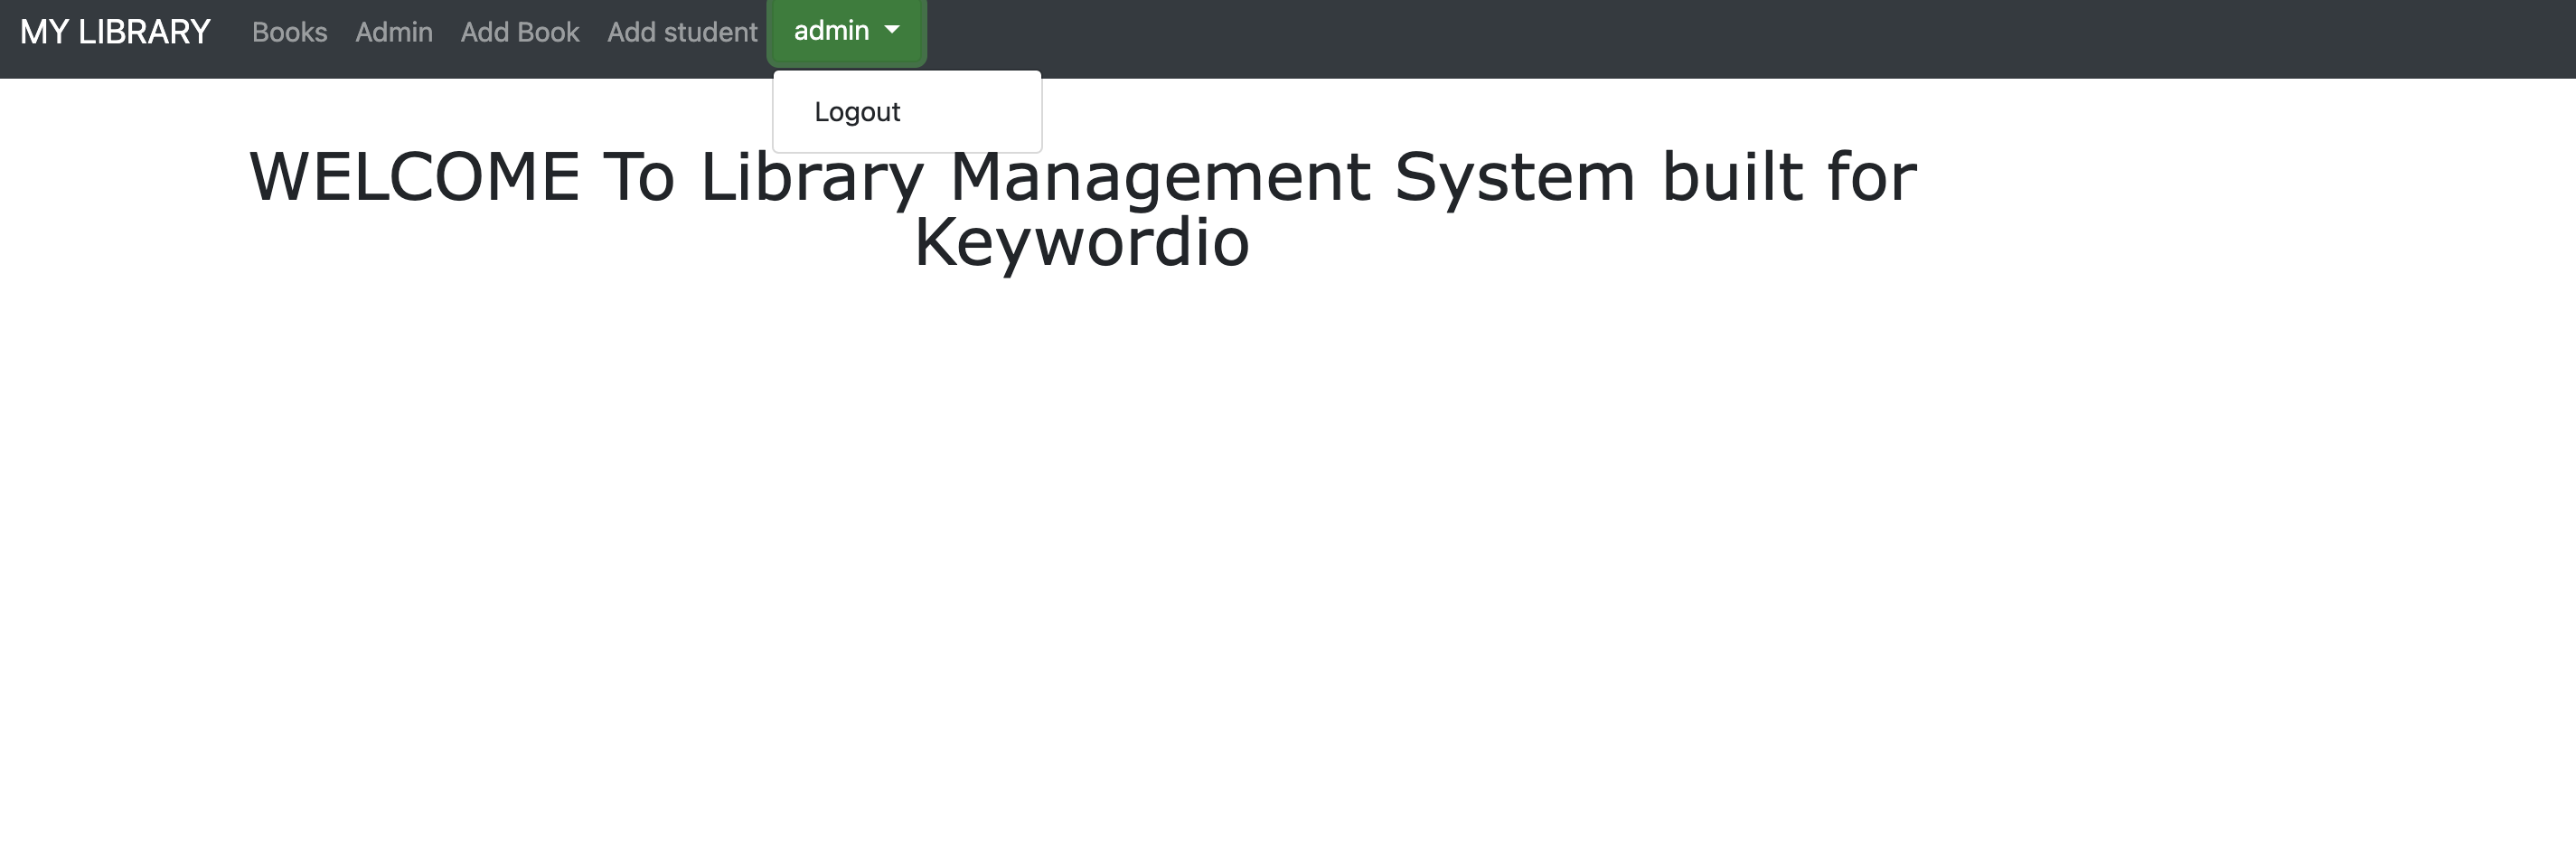 MY LIBRARY Books Admin Add Book Add student admin
Logout
WELCOME To Library Management System built for
Keywordio